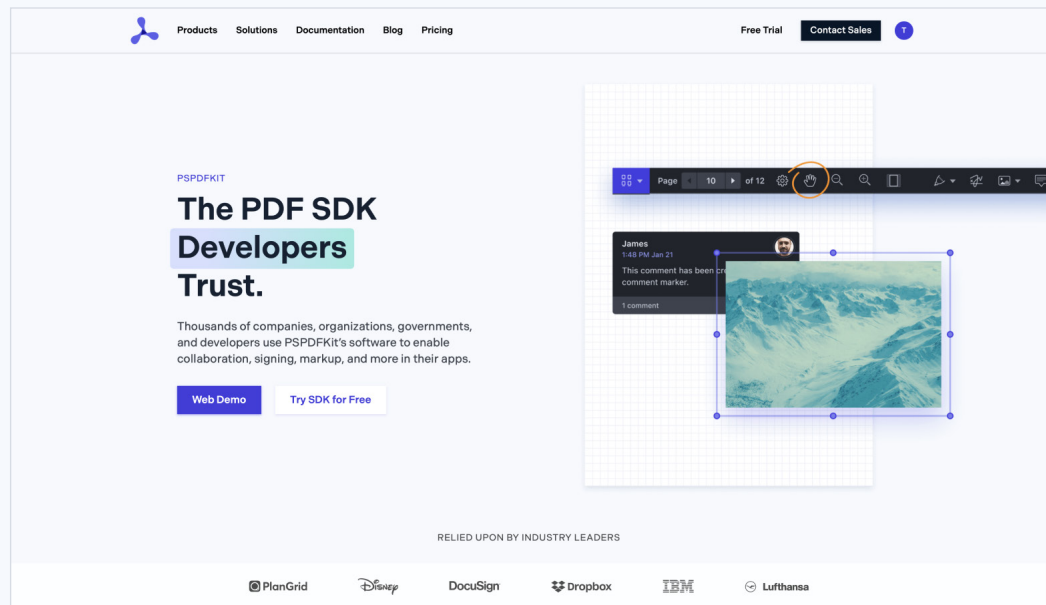 Products Solutions Documentation Blog Pricing Free Trial Contact Sales T
PSPDFKIT
The PDF SDK
Developers
Trust.
Thousands of companies, organizations, governments,
and developers use PSPDFKit's software to enable
collaboration, signing, markup, and more in their apps.
Web Demo Try SDK for Free
Page 10 of 12
James
1:48 PM Jan 21
This comment has been cre
comment marker.
1 comment
RELIED UPON BY INDUSTRY LEADERS
PlanGrid Disney DocuSign Dropbox IBM Lufthansa